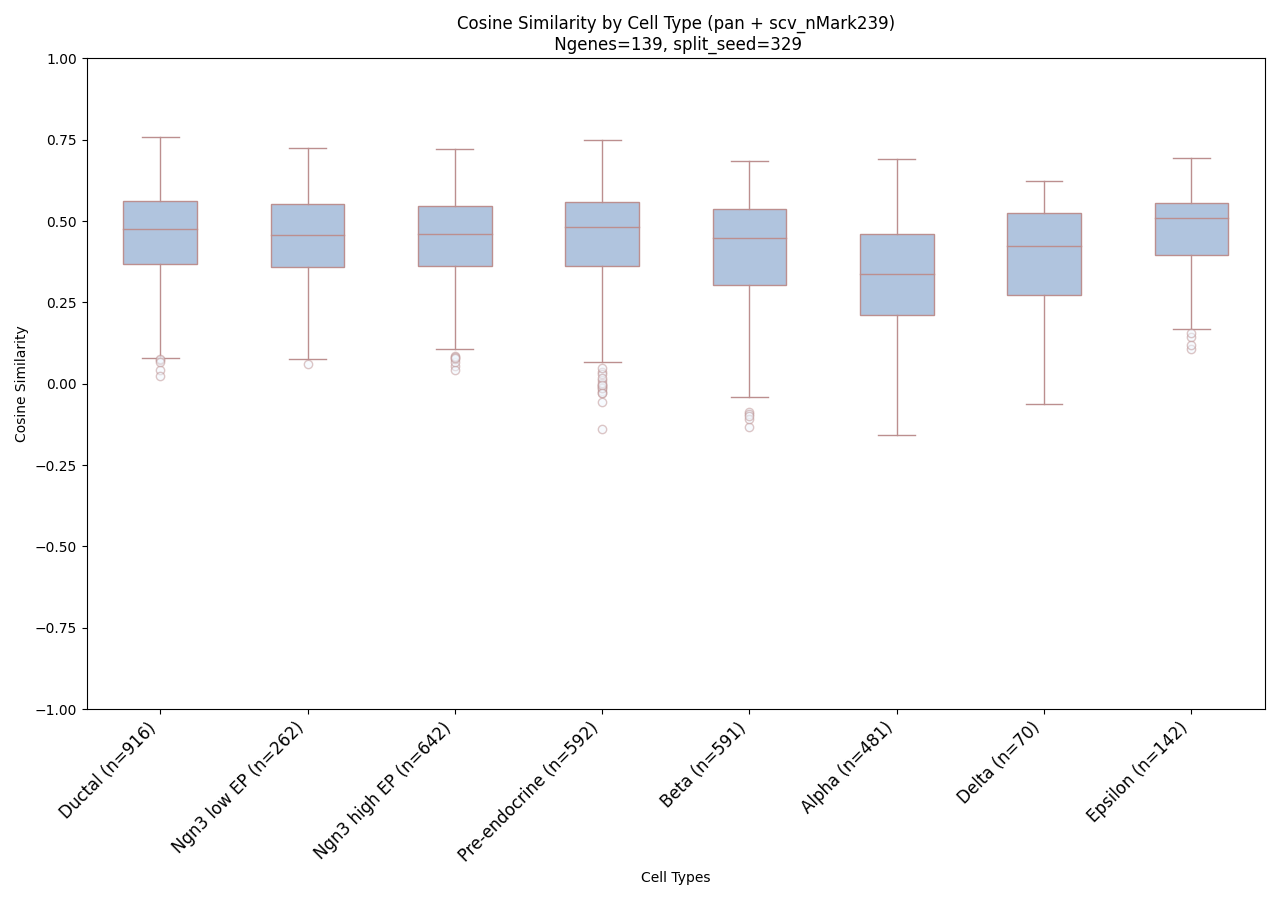 Cosine Similarity by Cell Type (pan + scv_nMark239)
Ngenes=139, split_seed=329
1.00
0.75
0.50
0.25
0.00
−0.25
−0.50
−0.75
−1.00
Cosine Similarity
Ductal (n=916)
Ngn3 low EP (n=262)
Ngn3 high EP (n=642)
Pre-endocrine (n=592)
Beta (n=591)
Alpha (n=481)
Delta (n=70)
Epsilon (n=142)
Cell Types